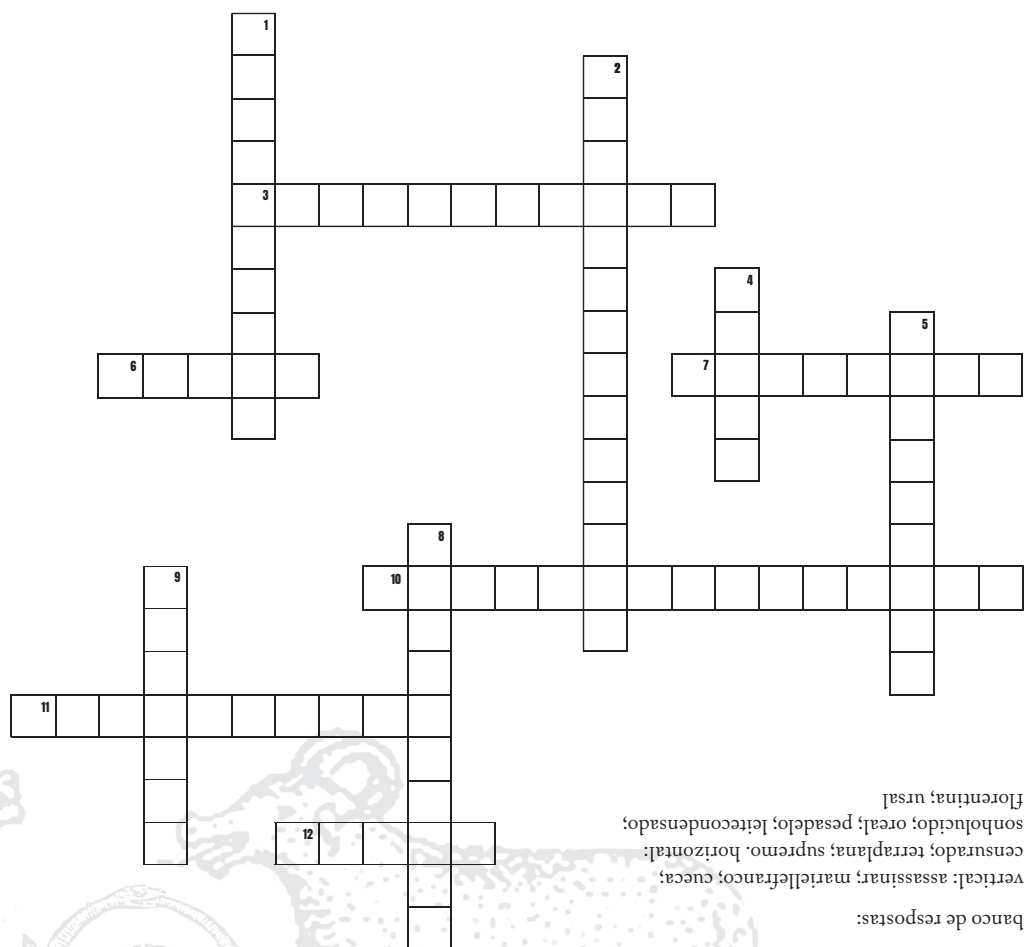 1
2
3
4
5
6
7
8
9
10
11
12
banco de respostas:
vertical: assassinar; mariellefranco; cueca;
censurado; terraplana; supremo. horizontal:
sonholucido; oreal; pesadelo; leitecondensado;
florentina; ursal